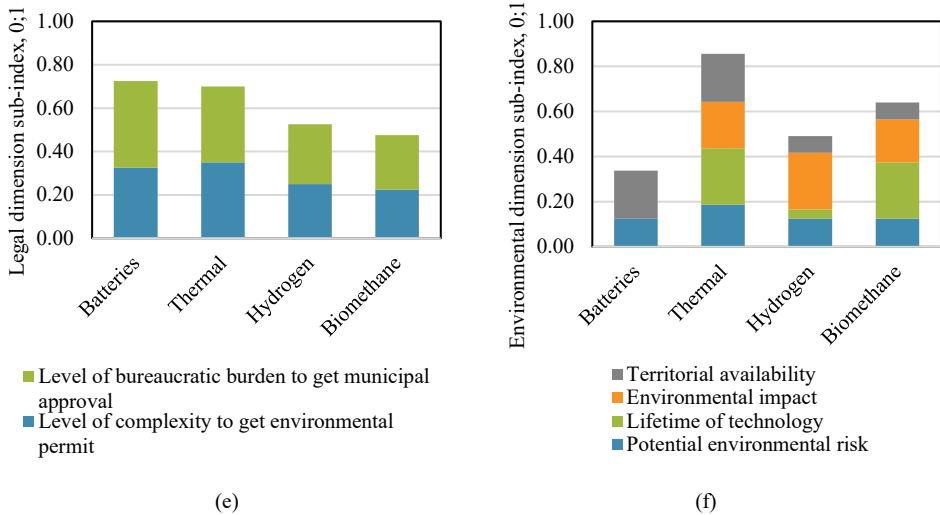 Legal dimension sub-index, 0;1
1.00
0.80
0.60
0.40
0.20
0.00
Batteries
Thermal
Hydrogen
Biomethane
Level of bureaucratic burden to get municipal
approval
Level of complexity to get environmental
permit
(e)
Environmental dimension sub-index, 0;1
1.00
0.80
0.60
0.40
0.20
0.00
Batteries
Thermal
Hydrogen
Biomethane
Territorial availability
Environmental impact
Lifetime of technology
Potential environmental risk
(f)